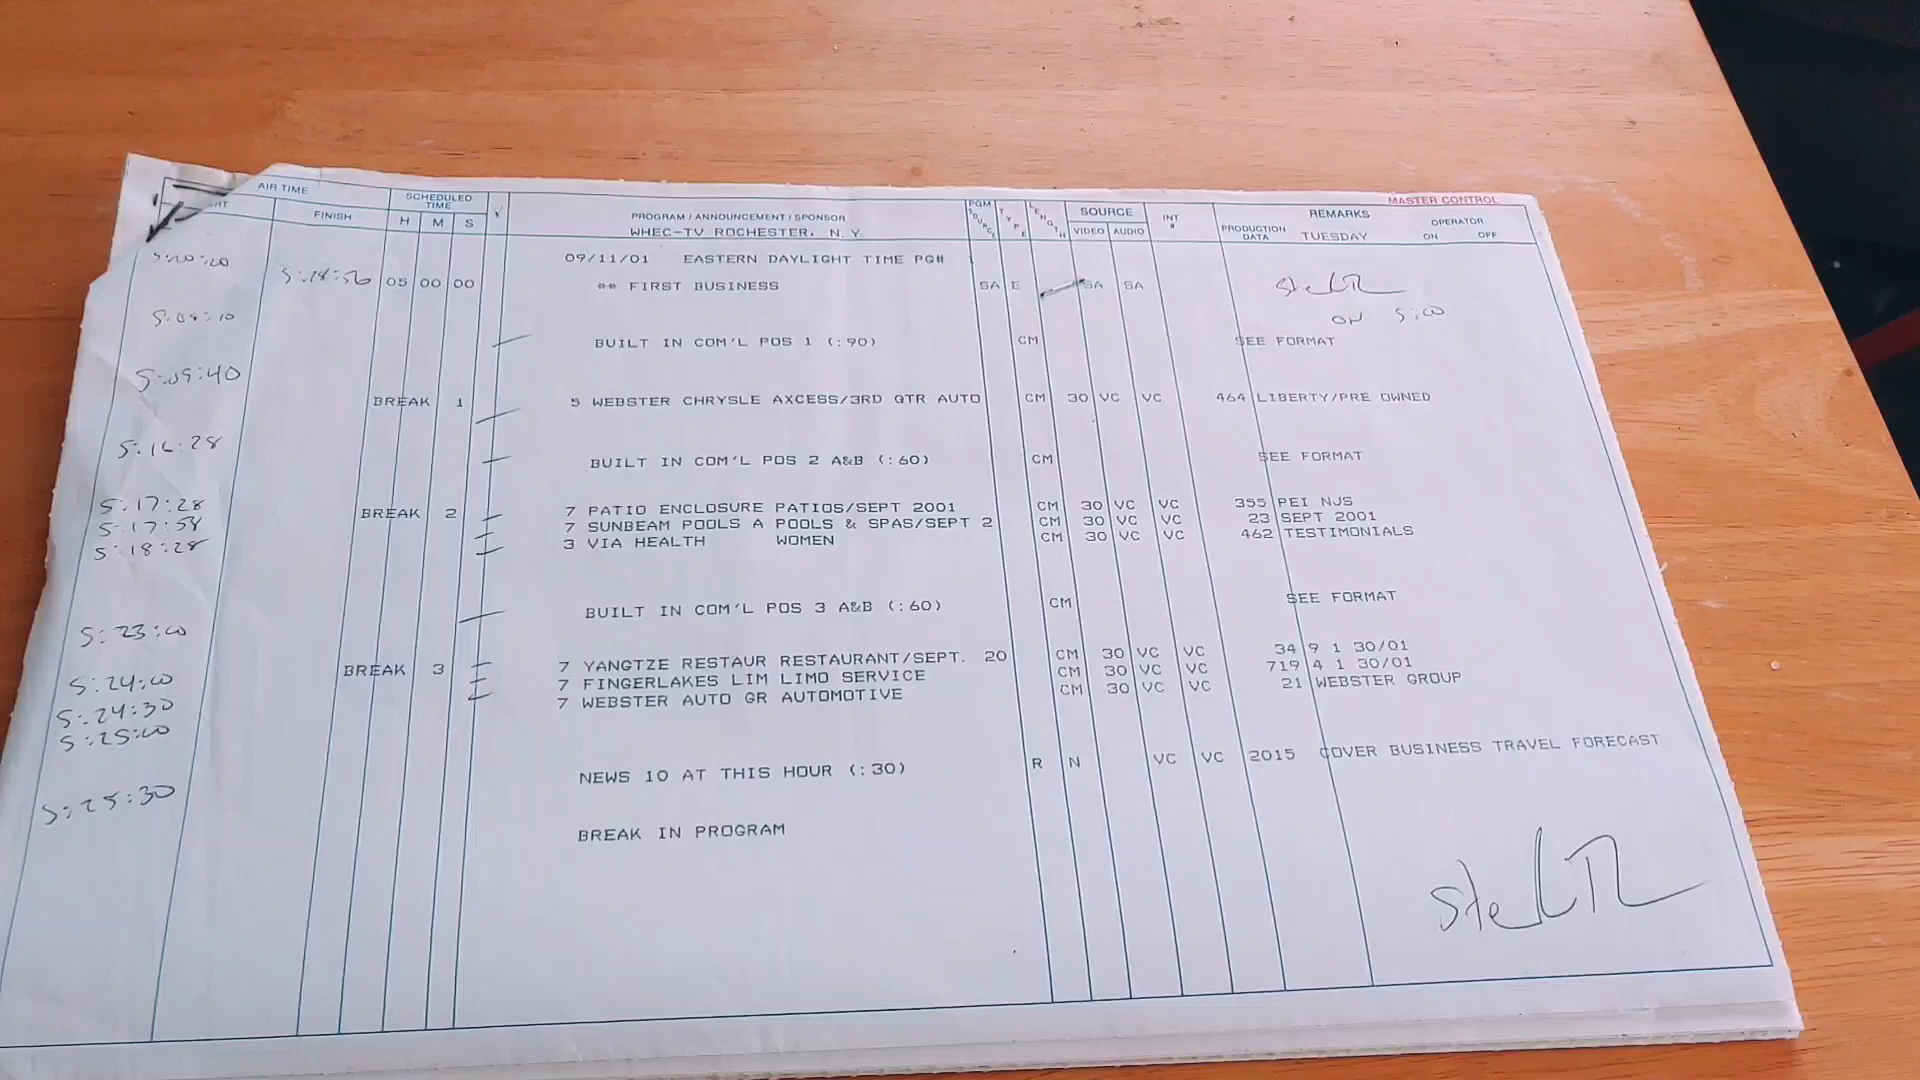 AIR TIME SCHEDULED TIME MASTER CONTROL
FINISH H M S √ PROGRAM / ANNOUNCEMENT / SPONSOR PGM SOURCE TYPE LENGTH SOURCE VIDEO AUDIO INT # PRODUCTION DATA REMARKS OPERATOR ON OFF
WHEC-TV ROCHESTER, N.Y. TUESDAY
09/11/01 EASTERN DAYLIGHT TIME PG# 1
5:28:56 05 00 00 ## FIRST BUSINESS SA E SA SA
ON 5:00
5:08:10 BUILT IN COM'L POS 1 (:90) CM SEE FORMAT
5:09:40 BREAK 1 5 WEBSTER CHRYSLE AXCESS/3RD QTR AUTO CM 30 VC VC 464 LIBERTY/PRE OWNED
5:16:28 BUILT IN COM'L POS 2 A&B (:60) CM SEE FORMAT
5:17:28 BREAK 2 7 PATIO ENCLOSURE PATIOS/SEPT 2001 CM 30 VC VC 355 PEI NJS
5:17:58 7 SUNBEAM POOLS A POOLS & SPAS/SEPT 2 CM 30 VC VC 23 SEPT 2001
5:18:28 3 VIA HEALTH WOMEN CM 30 VC VC 462 TESTIMONIALS
5:23:00 BUILT IN COM'L POS 3 A&B (:60) CM SEE FORMAT
5:24:00 BREAK 3 7 YANGTZE RESTAUR RESTAURANT/SEPT. 20 CM 30 VC VC 34 9 1 30/01
5:24:30 7 FINGERLAKES LIM LIMO SERVICE CM 30 VC VC 719 4 1 30/01
5:25:00 7 WEBSTER AUTO GR AUTOMOTIVE CM 30 VC VC 21 WEBSTER GROUP
5:25:30 NEWS 10 AT THIS HOUR (:30) R N VC VC 2015 COVER BUSINESS TRAVEL FORECAST
BREAK IN PROGRAM